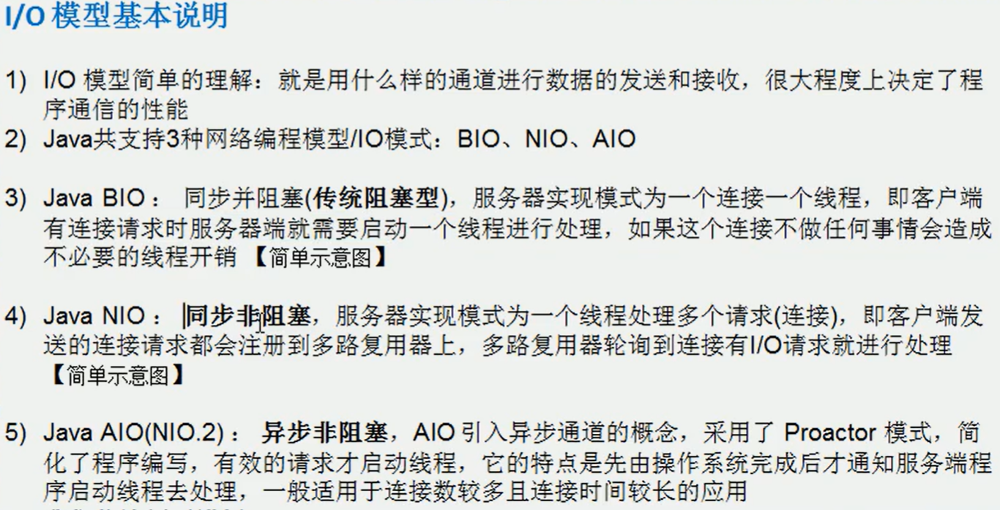 I/O 模型基本说明
1) I/O 模型简单的理解：就是用什么样的通道进行数据的发送和接收，很大程度上决定了程
序通信的性能
2) Java共支持3种网络编程模型/IO模式：BIO、NIO、AIO
3) Java BIO： 同步并阻塞(传统阻塞型)，服务器实现模式为一个连接一个线程，即客户端
有连接请求时服务器端就需要启动一个线程进行处理，如果这个连接不做任何事情会造成
不必要的线程开销 【简单示意图】
4) Java NIO： 同步非阻塞，服务器实现模式为一个线程处理多个请求(连接)，即客户端发
送的连接请求都会注册到多路复用器上，多路复用器轮询到连接有I/O请求就进行处理
【简单示意图】
5) Java AIO(NIO.2)： 异步非阻塞，AIO 引入异步通道的概念，采用了 Proactor 模式，简
化了程序编写，有效的请求才启动线程，它的特点是先由操作系统完成后才通知服务端程
序启动线程去处理，一般适用于连接数较多且连接时间较长的应用